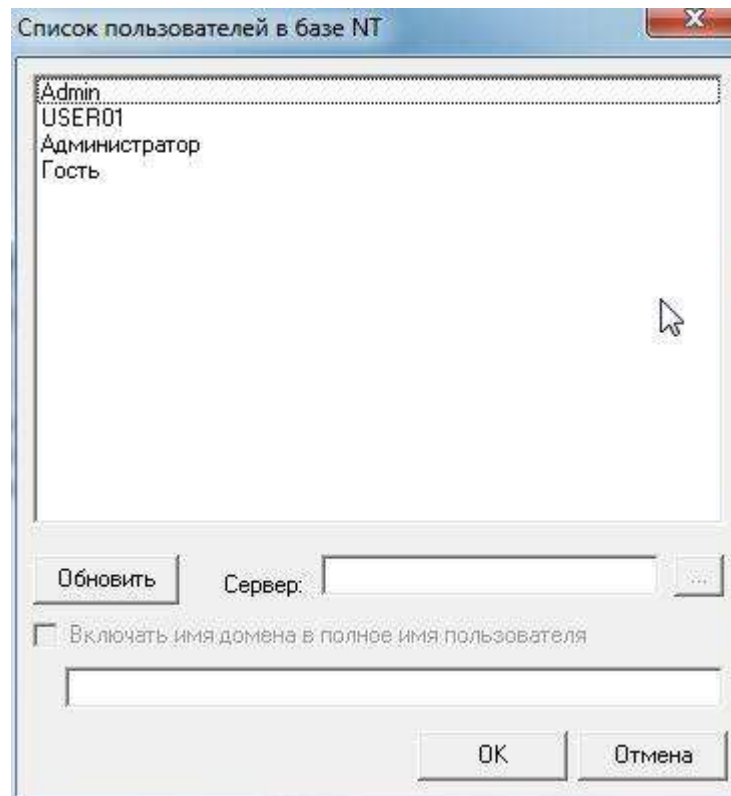 Список пользователей в базе NT
Admin
USER01
Администратор
Гость
Обновить
Сервер:
...
Включать имя домена в полное имя пользователя
OK
Отмена